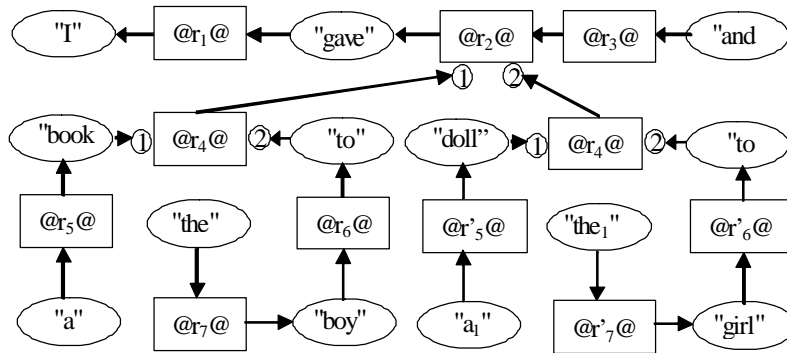 "I" @r₁@ "gave" @r₂@ @r₃@ "and
1 2
"book 1 @r₄@ 2 "to" "doll” 1 @r₄@ 2 "to
@r₅@ "the" @r₆@ @r'₅@ "the₁" @r'₆@
"a" @r₇@ "boy" "a₁" @r'₇@ "girl"